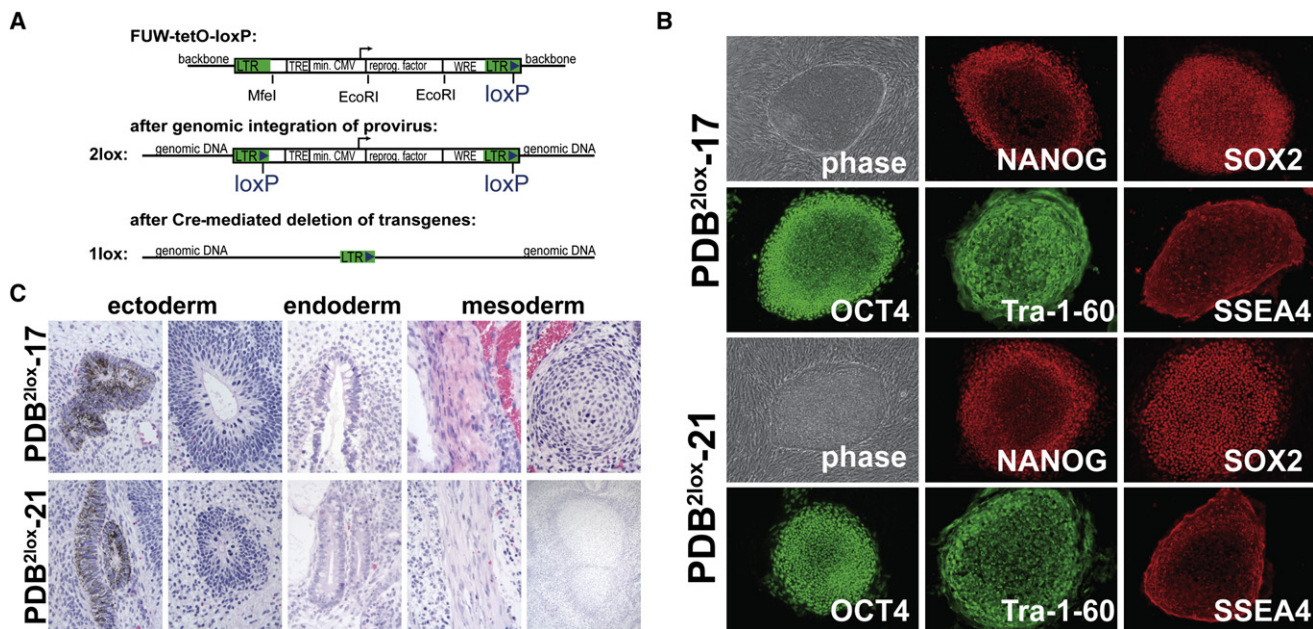 A
FUW-tetO-loxP:
backbone LTR TRE min. CMV reprog. factor WRE LTR backbone
MfeI EcoRI EcoRI loxP
after genomic integration of provirus:
2lox: genomic DNA LTR TRE min. CMV reprog. factor WRE LTR genomic DNA
loxP loxP
after Cre-mediated deletion of transgenes:
1lox: genomic DNA LTR genomic DNA
B
PDB2lox-17
phase NANOG SOX2
OCT4 Tra-1-60 SSEA4
PDB2lox-21
phase NANOG SOX2
OCT4 Tra-1-60 SSEA4
C
ectoderm endoderm mesoderm
PDB2lox-17
PDB2lox-21